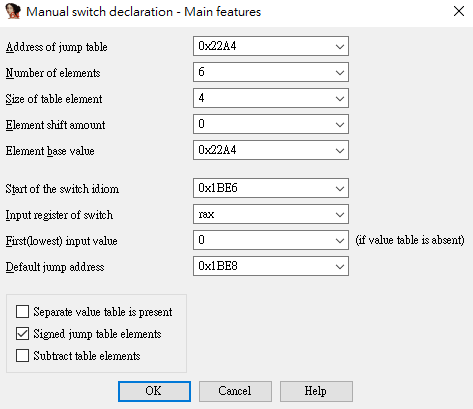 Manual switch declaration - Main features
Address of jump table 0x22A4
Number of elements 6
Size of table element 4
Element shift amount 0
Element base value 0x22A4
Start of the switch idiom 0x1BE6
Input register of switch rax
First(lowest) input value 0 (if value table is absent)
Default jump address 0x1BE8
Separate value table is present
Signed jump table elements
Subtract table elements
OK Cancel Help